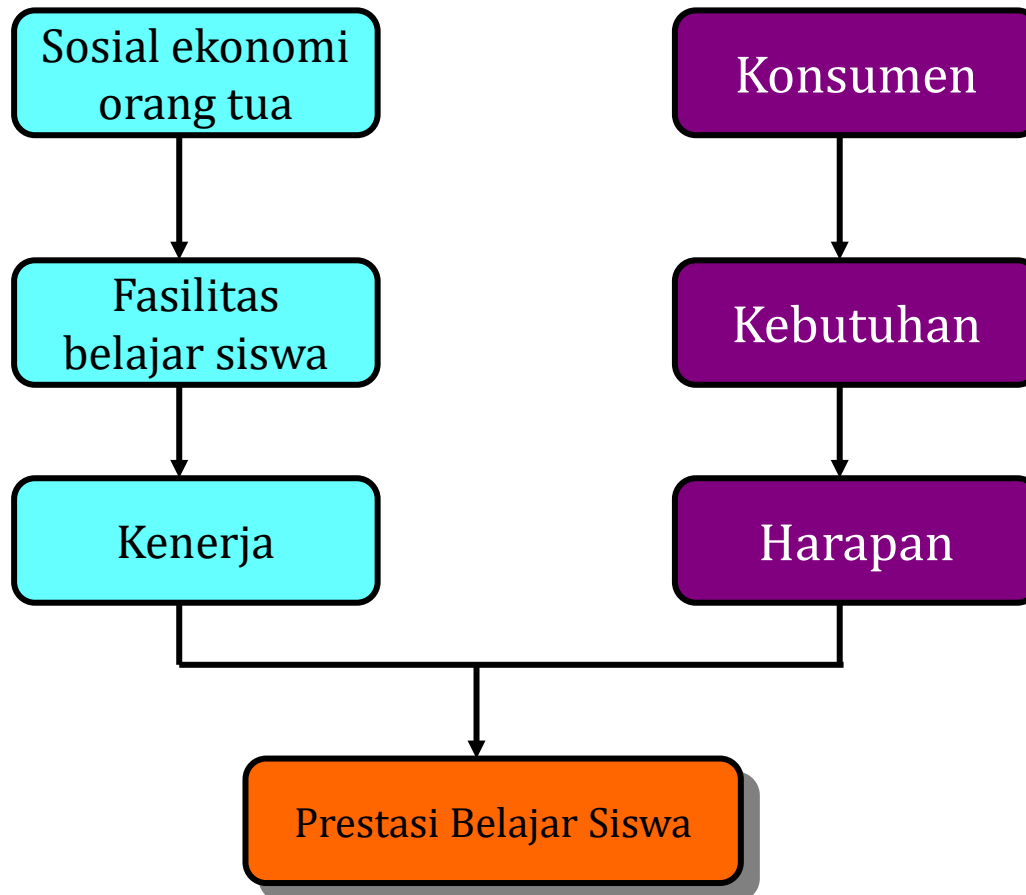 Sosial ekonomi
orang tua
Konsumen
Fasilitas
belajar siswa
Kebutuhan
Kenerja
Harapan
Prestasi Belajar Siswa